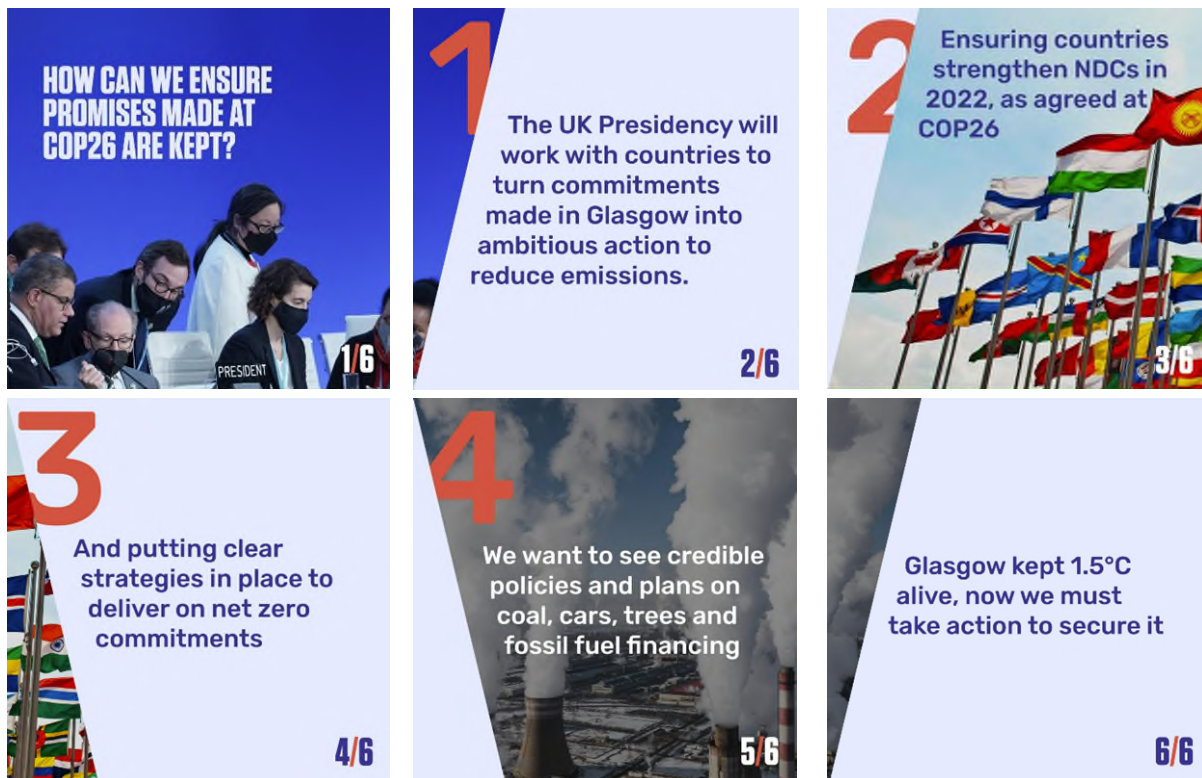 HOW CAN WE ENSURE
PROMISES MADE AT
COP26 ARE KEPT?
PRESIDENT
1/6
1
The UK Presidency will
work with countries to
turn commitments
made in Glasgow into
ambitious action to
reduce emissions.
2/6
2
Ensuring countries
strengthen NDCs in
2022, as agreed at
COP26
3/6
3
And putting clear
strategies in place to
deliver on net zero
commitments
4/6
4
We want to see credible
policies and plans on
coal, cars, trees and
fossil fuel financing
5/6
Glasgow kept 1.5°C
alive, now we must
take action to secure it
6/6